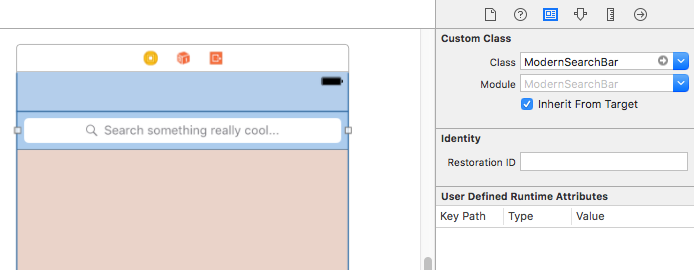 Custom Class
Class ModernSearchBar
Module ModernSearchBar
Inherit From Target
Search something really cool...
Identity
Restoration ID
User Defined Runtime Attributes
Key Path Type Value